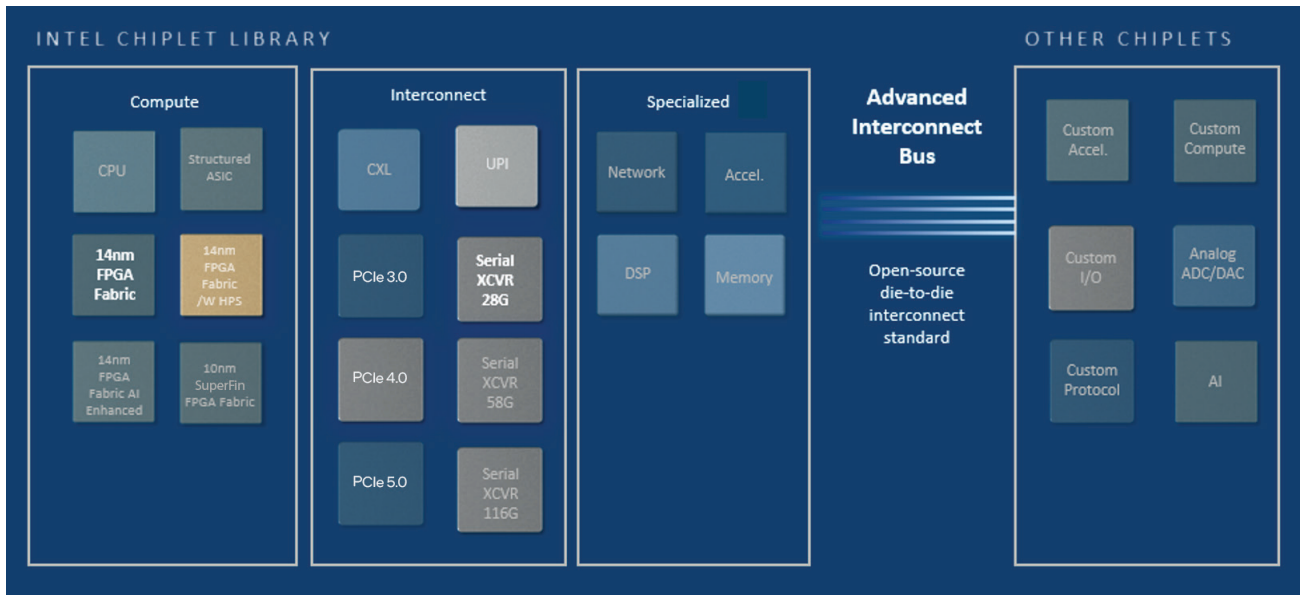 INTEL CHIPLET LIBRARY
Compute
CPU
Structured
ASIC
14nm
FPGA
Fabric
14nm
FPGA
Fabric
/W HPS
14nm
FPGA
Fabric AI
Enhanced
10nm
SuperFin
FPGA Fabric
Interconnect
CXL
UPI
PCIe 3.0
Serial
XCVR
28G
PCIe 4.0
Serial
XCVR
58G
PCIe 5.0
Serial
XCVR
116G
Specialized
Network
Accel.
DSP
Memory
Advanced
Interconnect
Bus
Open-source
die-to-die
interconnect
standard
OTHER CHIPLETS
Custom
Accel.
Custom
Compute
Custom
I/O
Analog
ADC/DAC
Custom
Protocol
AI